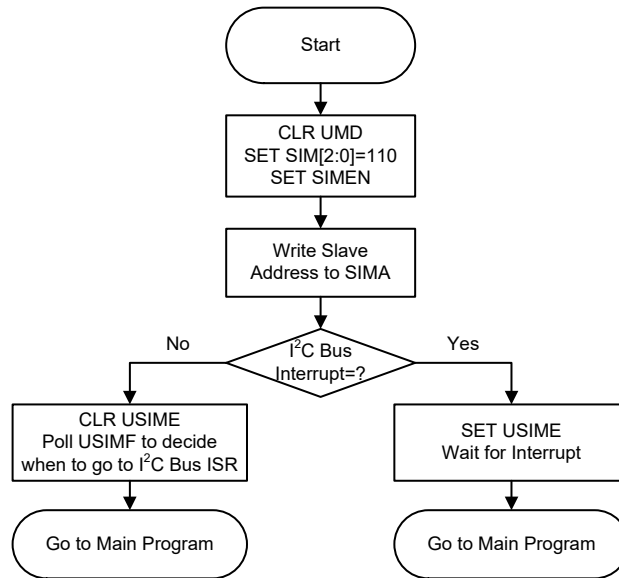 Start
CLR UMD
SET SIM[2:0]=110
SET SIMEN
Write Slave
Address to SIMA
No
I²C Bus
Interrupt=?
Yes
CLR USIME
Poll USIMF to decide
when to go to I²C Bus ISR
SET USIME
Wait for Interrupt
Go to Main Program
Go to Main Program